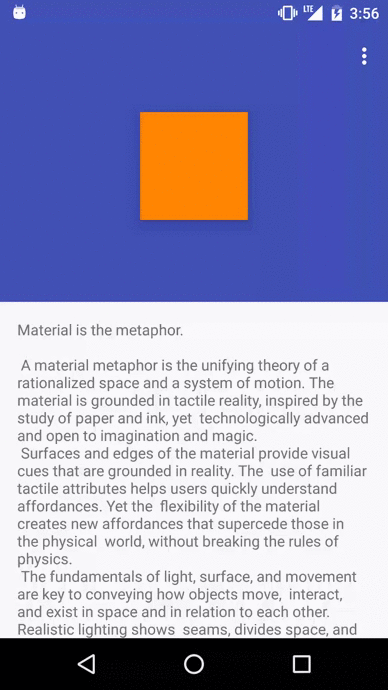 LTE 3:56
Material is the metaphor.
A material metaphor is the unifying theory of a
rationalized space and a system of motion. The
material is grounded in tactile reality, inspired by the
study of paper and ink, yet  technologically advanced
and open to imagination and magic.
Surfaces and edges of the material provide visual
cues that are grounded in reality. The  use of familiar
tactile attributes helps users quickly understand
affordances. Yet the  flexibility of the material
creates new affordances that supercede those in
the physical  world, without breaking the rules of
physics.
The fundamentals of light, surface, and movement
are key to conveying how objects move,  interact,
and exist in space and in relation to each other.
Realistic lighting shows  seams, divides space, and